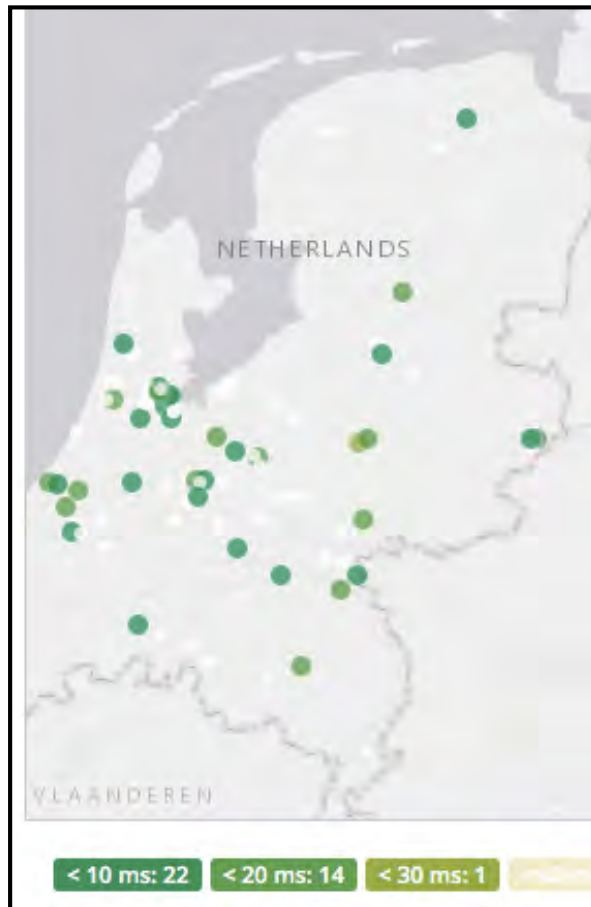 NETHERLANDS
VLAANDEREN
< 10 ms: 22
< 20 ms: 14
< 30 ms: 1